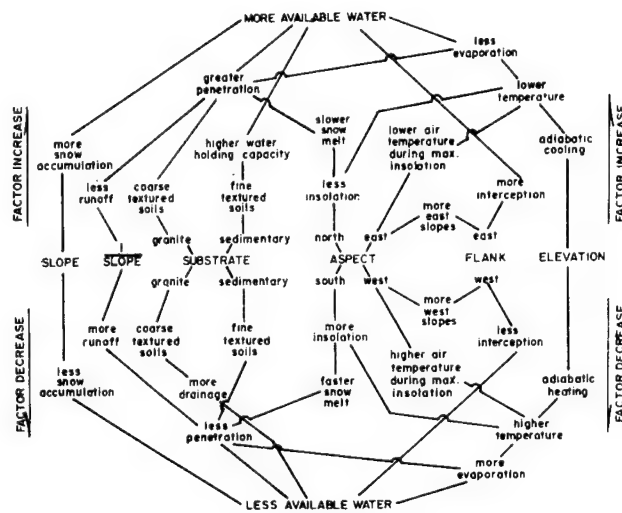 MORE AVAILABLE WATER
less
evaporation
greater
penetration
lower
temperature
slower
snow
melt
more
snow
accumulation
higher water
holding capacity
lower air
temperature
during max.
insolation
adiabatic
cooling
FACTOR INCREASE
FACTOR INCREASE
less
runoff
coarse
textured
soils
fine
textured
soils
less
insolation
more
east
slopes
more
interception
granite
sedimentary
north
east
east
SLOPE
SLOPE
SUBSTRATE
ASPECT
FLANK
ELEVATION
granite
sedimentary
south
west
west
more
runoff
coarse
textured
soils
fine
textured
soils
more
insolation
more
west
slopes
less
interception
FACTOR DECREASE
FACTOR DECREASE
less
snow
accumulation
more
drainage
faster
snow
melt
higher air
temperature
during max.
insolation
adiabatic
heating
less
penetration
higher
temperature
more
evaporation
LESS AVAILABLE WATER